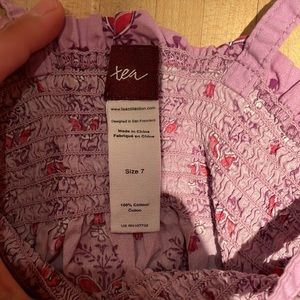 tea
www.teacollection.com
Designed in San Francisco
Made in China
Fabriqué en Chine
Size 7
100% Cotton/
Coton